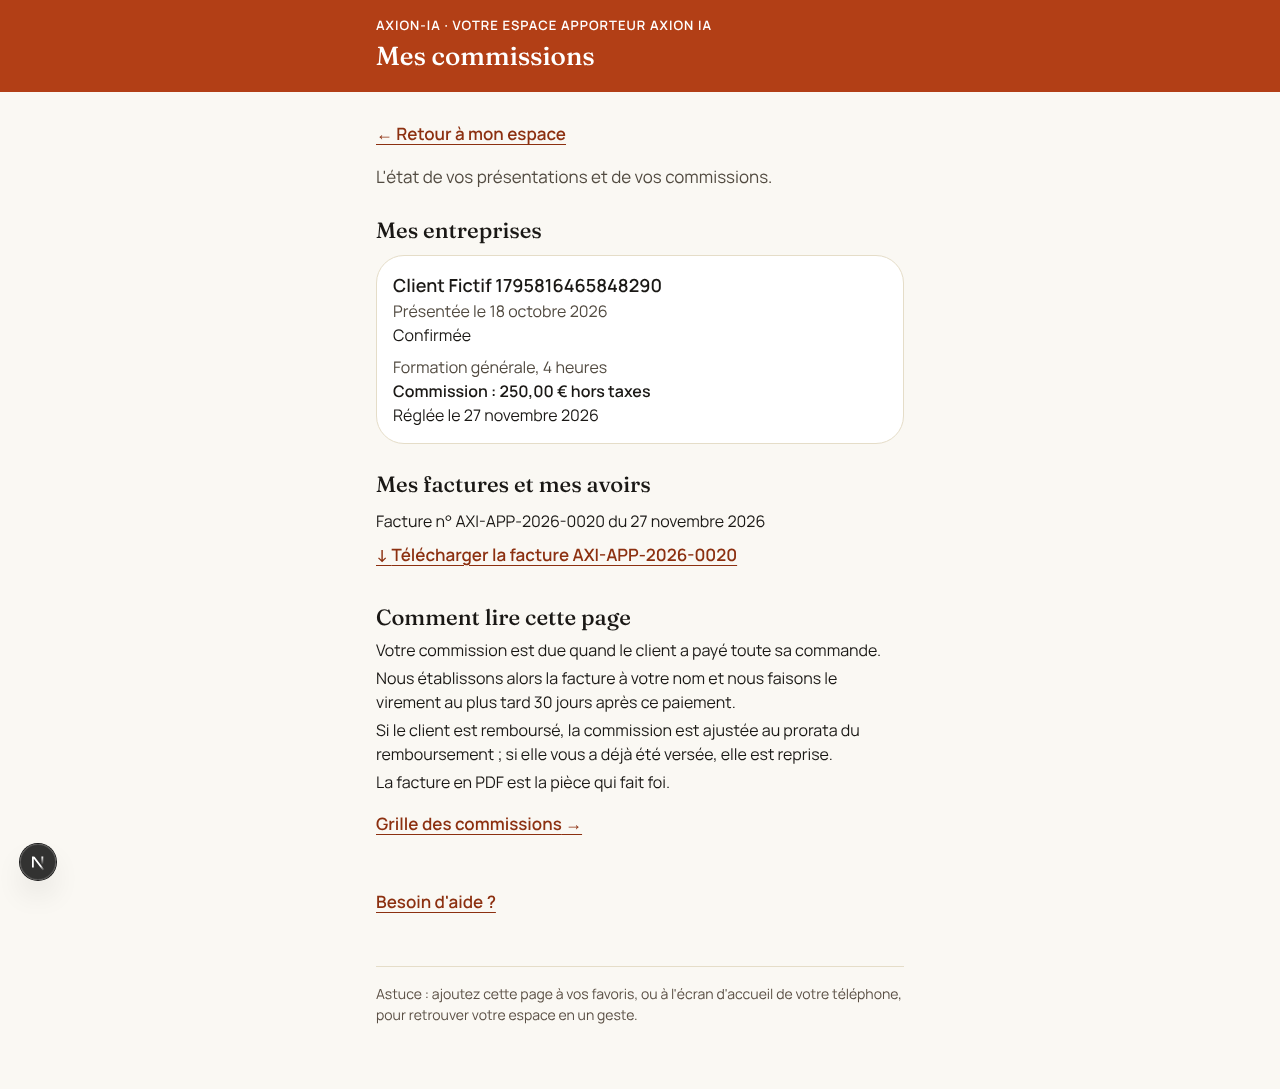 AXION-IA · VOTRE ESPACE APPORTEUR AXION IA
Mes commissions
← Retour à mon espace
L'état de vos présentations et de vos commissions.
Mes entreprises
Client Fictif 1795816465848290
Présentée le 18 octobre 2026
Confirmée
Formation générale, 4 heures
Commission : 250,00 € hors taxes
Réglée le 27 novembre 2026
Mes factures et mes avoirs
Facture n° AXI-APP-2026-0020 du 27 novembre 2026
↓ Télécharger la facture AXI-APP-2026-0020
Comment lire cette page
Votre commission est due quand le client a payé toute sa commande.
Nous établissons alors la facture à votre nom et nous faisons le
virement au plus tard 30 jours après ce paiement.
Si le client est remboursé, la commission est ajustée au prorata du
remboursement ; si elle vous a déjà été versée, elle est reprise.
La facture en PDF est la pièce qui fait foi.
Grille des commissions →
N
Besoin d'aide ?
Astuce : ajoutez cette page à vos favoris, ou à l'écran d'accueil de votre téléphone,
pour retrouver votre espace en un geste.